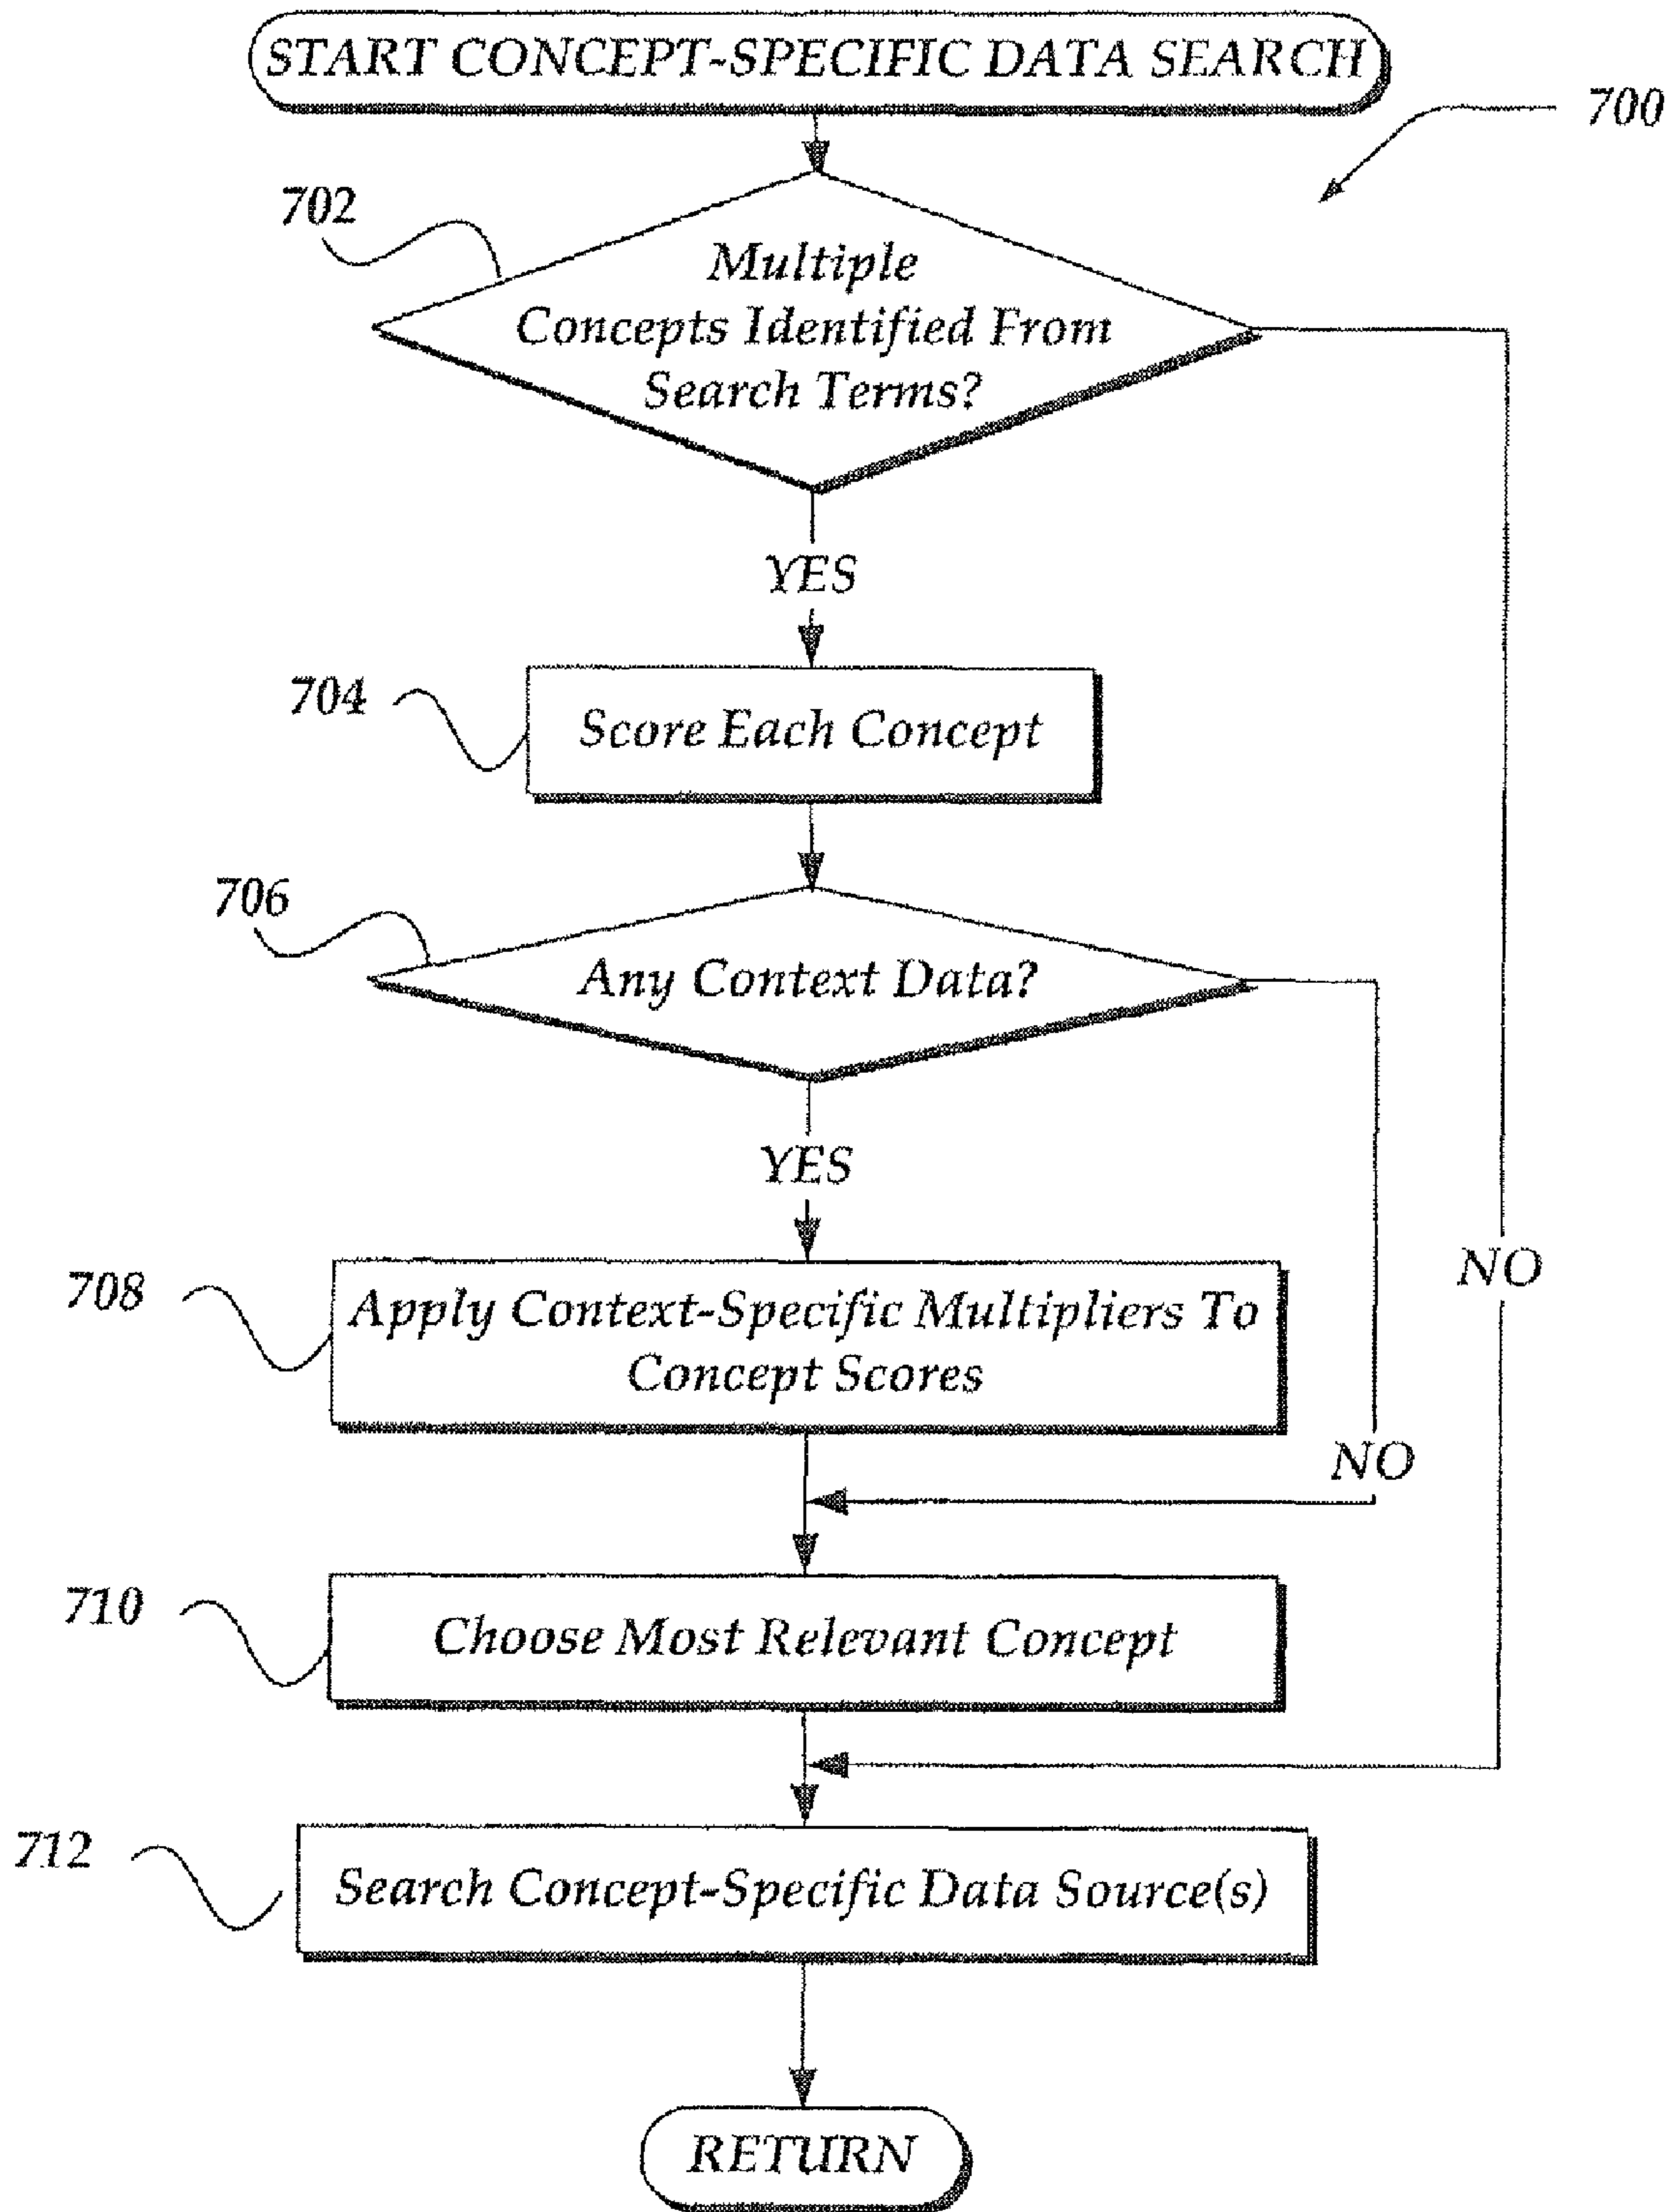 START CONCEPT-SPECIFIC DATA SEARCH
700
702
Multiple
Concepts Identified From
Search Terms?
YES
704
Score Each Concept
706
Any Context Data?
YES
708
Apply Context-Specific Multipliers To
Concept Scores
NO
NO
710
Choose Most Relevant Concept
712
Search Concept-Specific Data Source(s)
RETURN